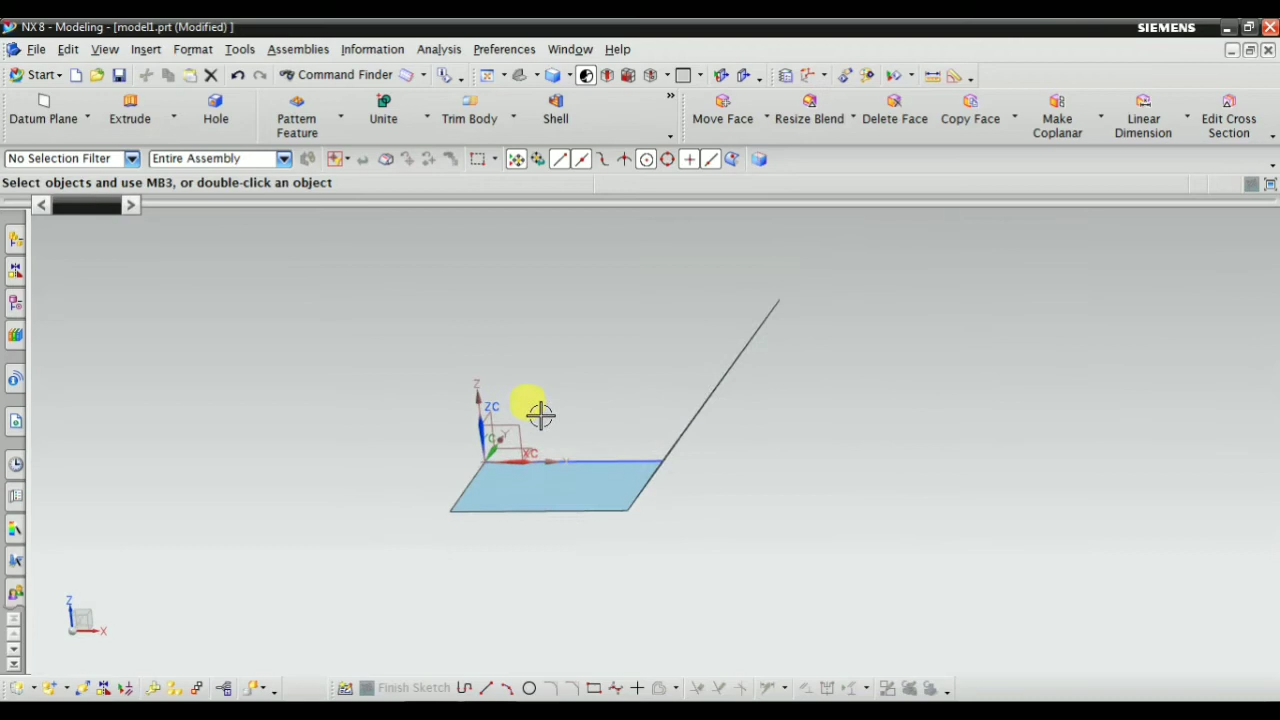 NX 8 - Modeling - [model1.prt (Modified) ]
SIEMENS
File Edit View Insert Format Tools Assemblies Information Analysis Preferences Window Help
Start Command Finder
Datum Plane Extrude Hole Pattern Feature Unite Trim Body Shell Move Face Resize Blend Delete Face Copy Face Make Coplanar Linear Dimension Edit Cross Section
No Selection Filter Entire Assembly
Select objects and use MB3, or double-click an object
Z
ZC
Y
XC
Z
X
Finish Sketch